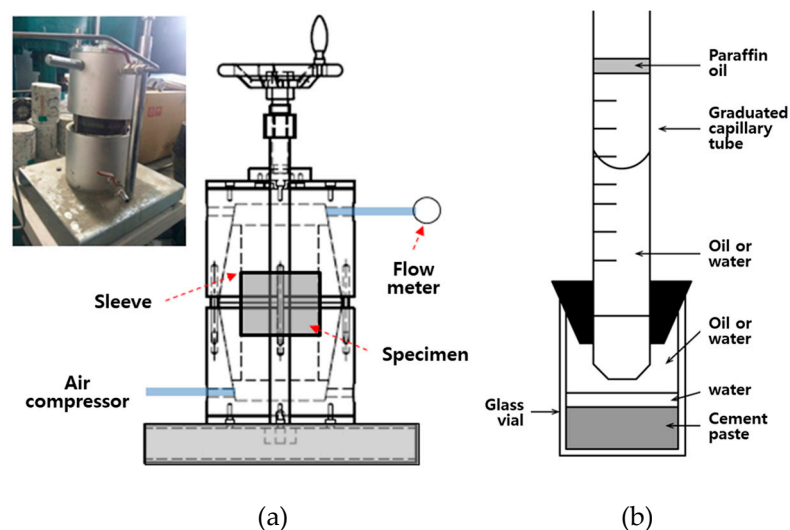 Sleeve
Air
compressor
Flow
meter
Specimen
(a)
Paraffin
oil
Graduated
capillary
tube
Oil or
water
Oil or
water
water
Glass
vial
Cement
paste
(b)